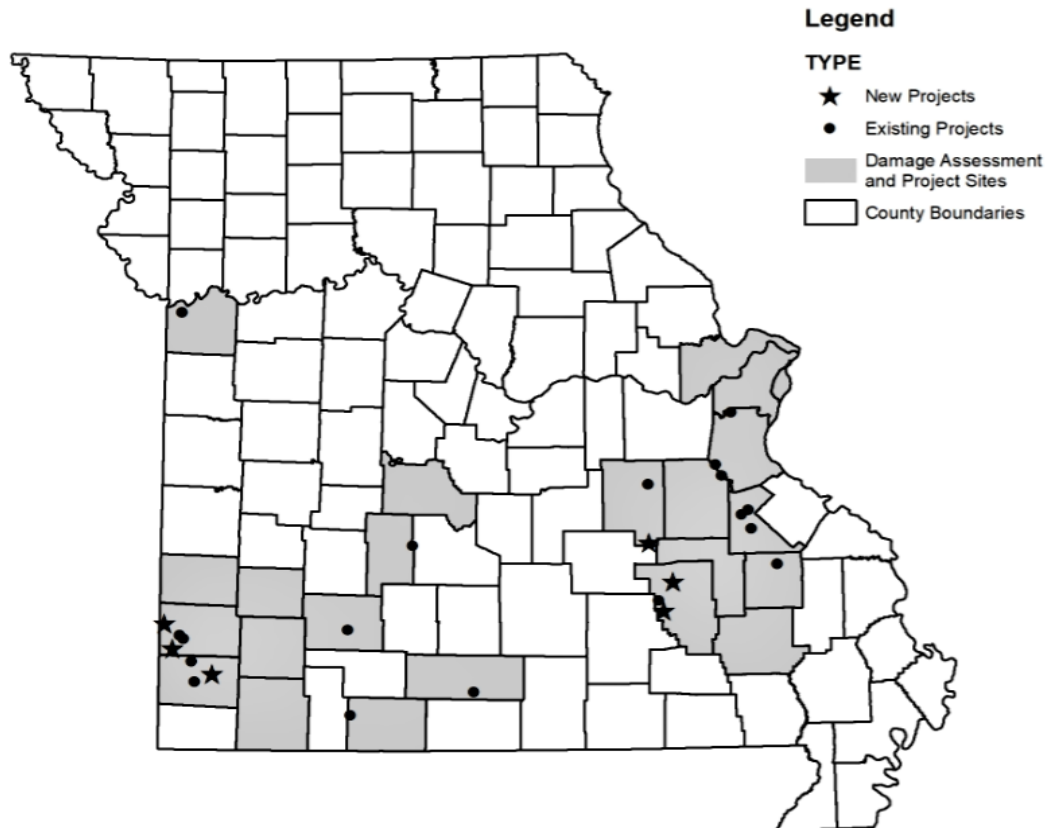 Legend
TYPE
New Projects
Existing Projects
Damage Assessment
and Project Sites
County Boundaries